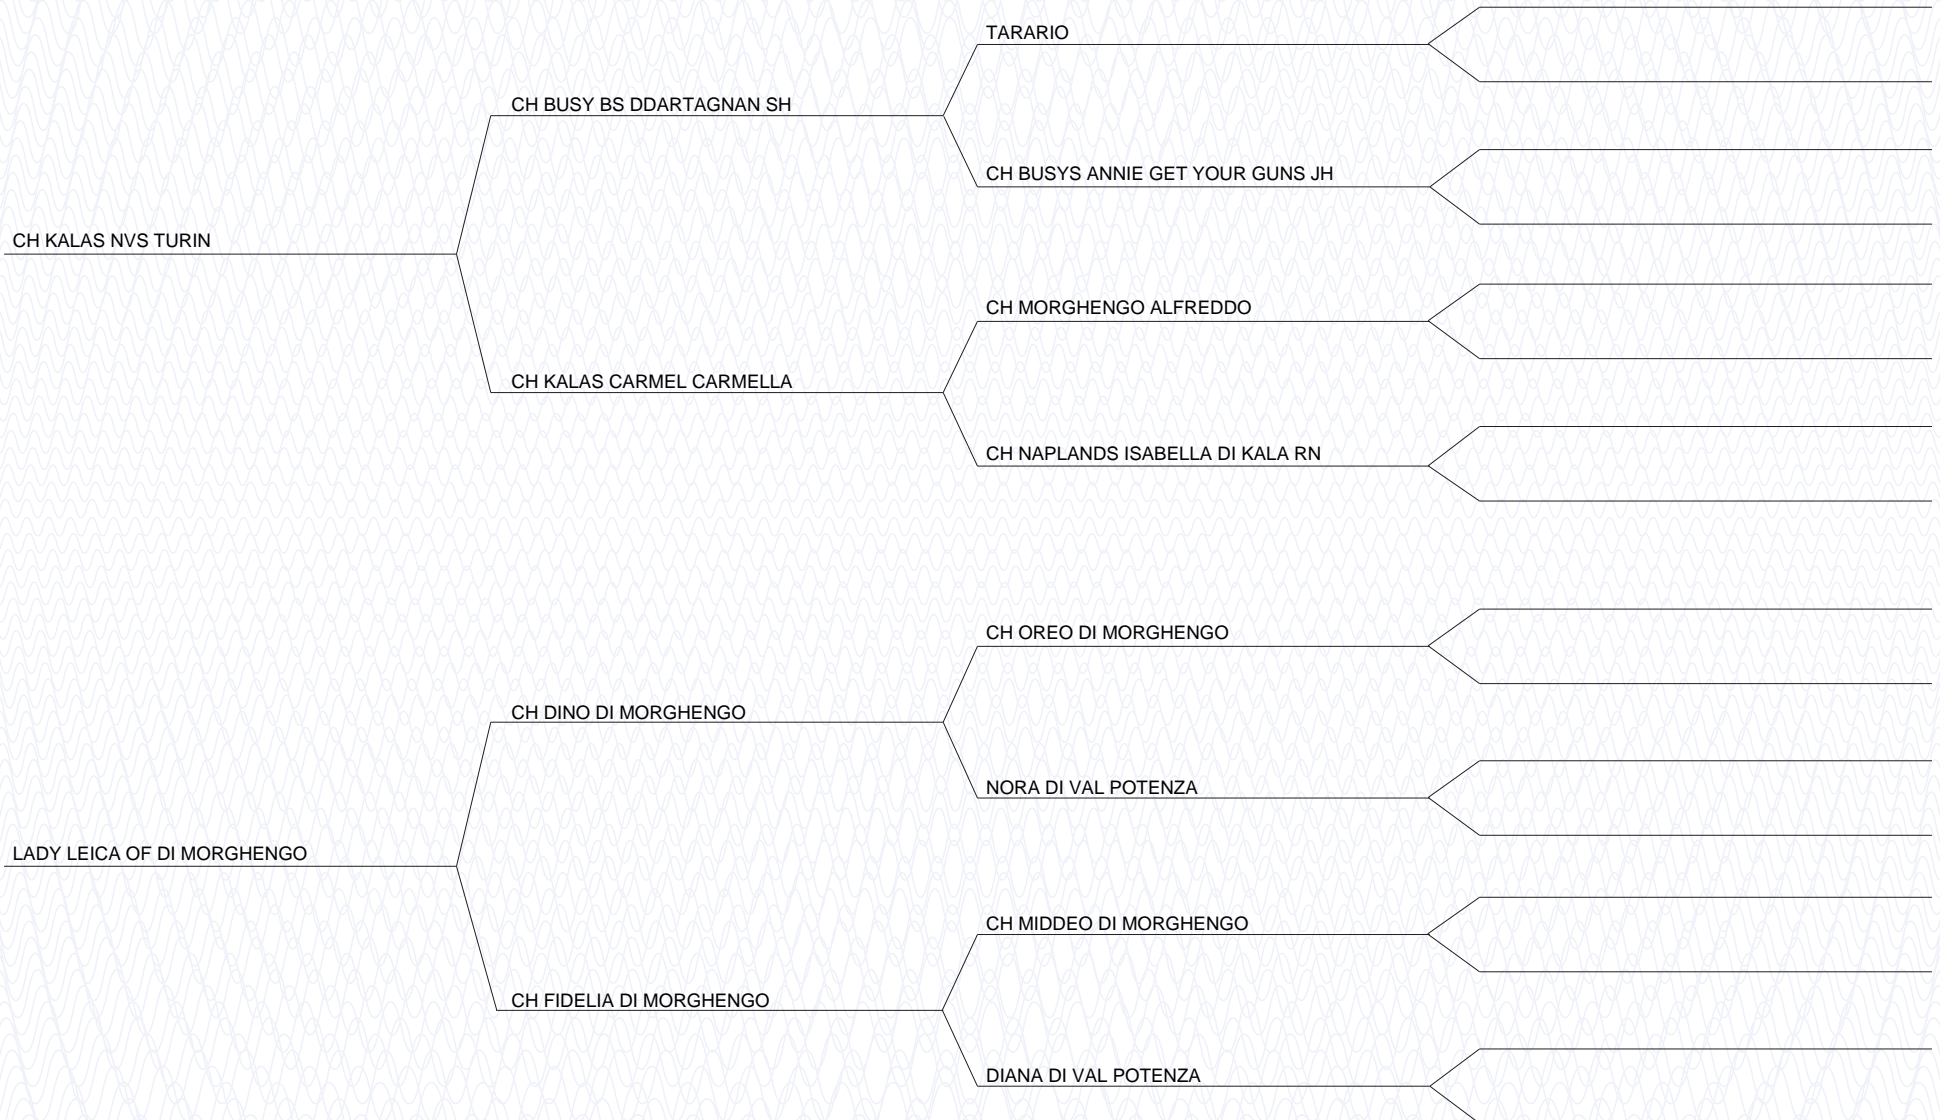 TARARIO
CH BUSY BS DDARTAGNAN SH
CH BUSYS ANNIE GET YOUR GUNS JH
CH KALAS NVS TURIN
CH MORGHENGO ALFREDDO
CH KALAS CARMEL CARMELLA
CH NAPLANDS ISABELLA DI KALA RN
CH OREO DI MORGHENGO
CH DINO DI MORGHENGO
NORA DI VAL POTENZA
LADY LEICA OF DI MORGHENGO
CH MIDDEO DI MORGHENGO
CH FIDELIA DI MORGHENGO
DIANA DI VAL POTENZA